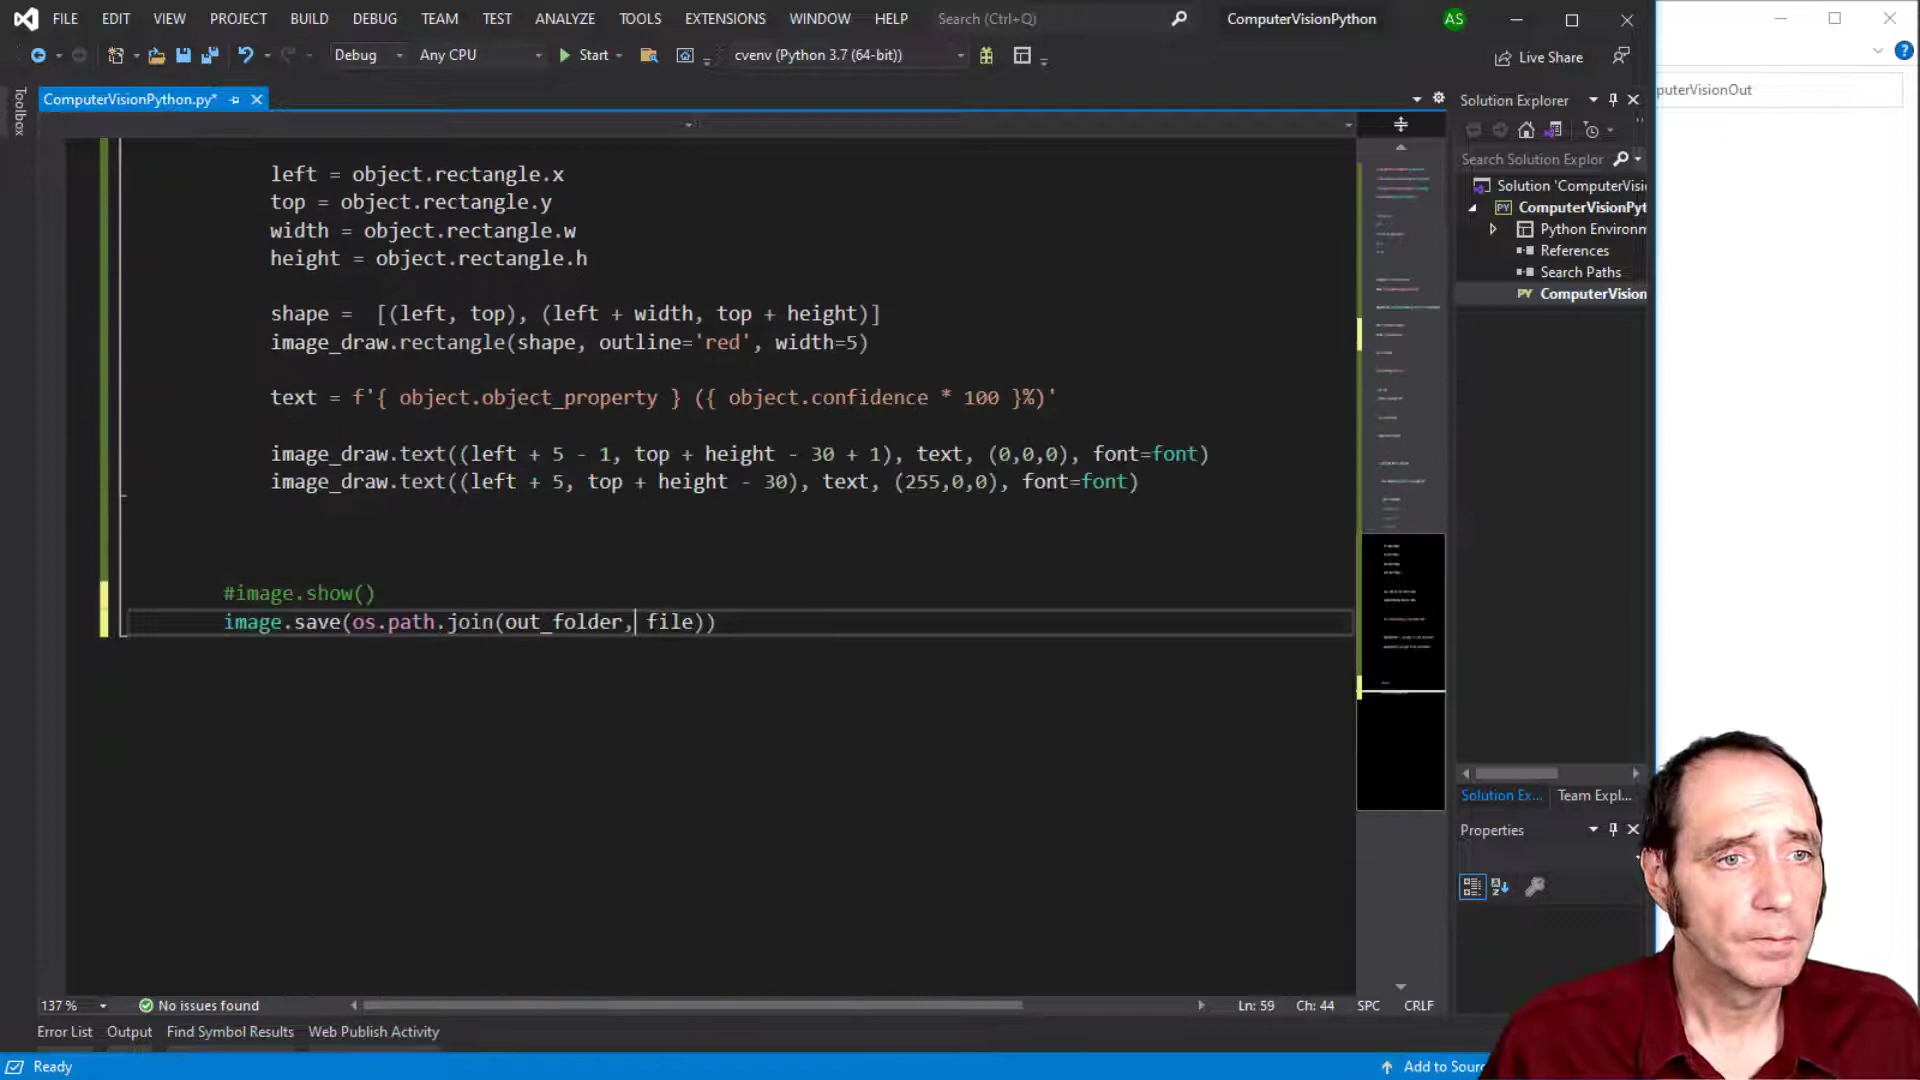 FILE EDIT VIEW PROJECT BUILD DEBUG TEAM TEST ANALYZE TOOLS EXTENSIONS WINDOW HELP Search (Ctrl+Q) ComputerVisionPython AS
Debug Any CPU Start cvenv (Python 3.7 (64-bit)) Live Share
Toolbox
ComputerVisionPython.py*
left = object.rectangle.x
top = object.rectangle.y
width = object.rectangle.w
height = object.rectangle.h
shape =  [(left, top), (left + width, top + height)]
image_draw.rectangle(shape, outline='red', width=5)
text = f'{ object.object_property } ({ object.confidence * 100 }%)'
image_draw.text((left + 5 - 1, top + height - 30 + 1), text, (0,0,0), font=font)
image_draw.text((left + 5, top + height - 30), text, (255,0,0), font=font)
#image.show()
image.save(os.path.join(out_folder, file))
Solution Explorer
Search Solution Explor
Solution 'ComputerVisi
ComputerVisionPyt
Python Environm
References
Search Paths
ComputerVision
Solution Ex... Team Expl...
Properties
puterVisionOut
137 % No issues found Ln: 59 Ch: 44 SPC CRLF
Error List Output Find Symbol Results Web Publish Activity
Ready Add to Sourc